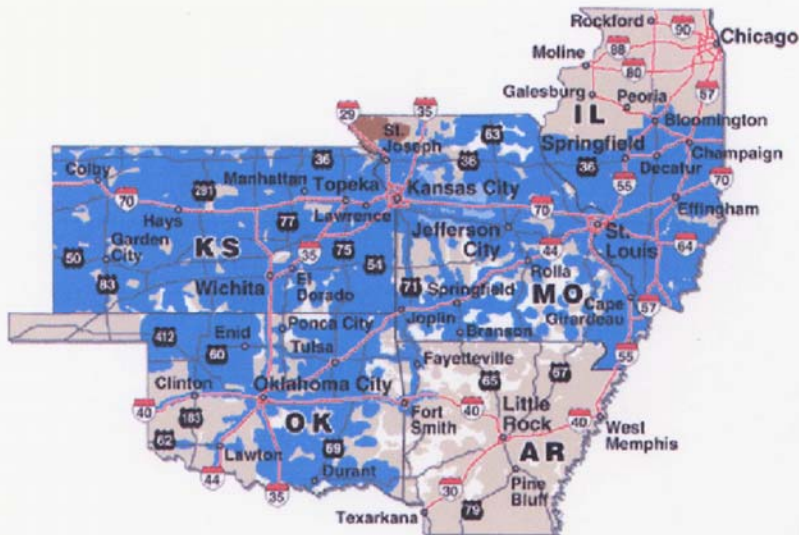 Rockford
90
Chicago
88
Moline
80
Galesburg
Peoria
57
IL
Bloomington
29
35
St.
Joseph
63
36
Springfield
36
Champaign
Decatur
55
70
Colby
36
Manhattan
Topeka
Kansas City
70
281
Effingham
Hays
Lawrence
70
77
Jefferson
City
St.
Louis
44
64
Garden
City
KS
35
75
50
54
Rolla
83
Wichita
El
Dorado
71
Springfield
MO
Cape
Girardeau
57
Joplin
Branson
412
Enid
Ponca City
Tulsa
60
55
Fayetteville
67
65
Clinton
Oklahoma City
40
183
OK
Fort
Smith
40
Little
Rock
40
West
Memphis
62
Lawton
69
AR
Durant
44
35
30
Pine
Bluff
Texarkana
79